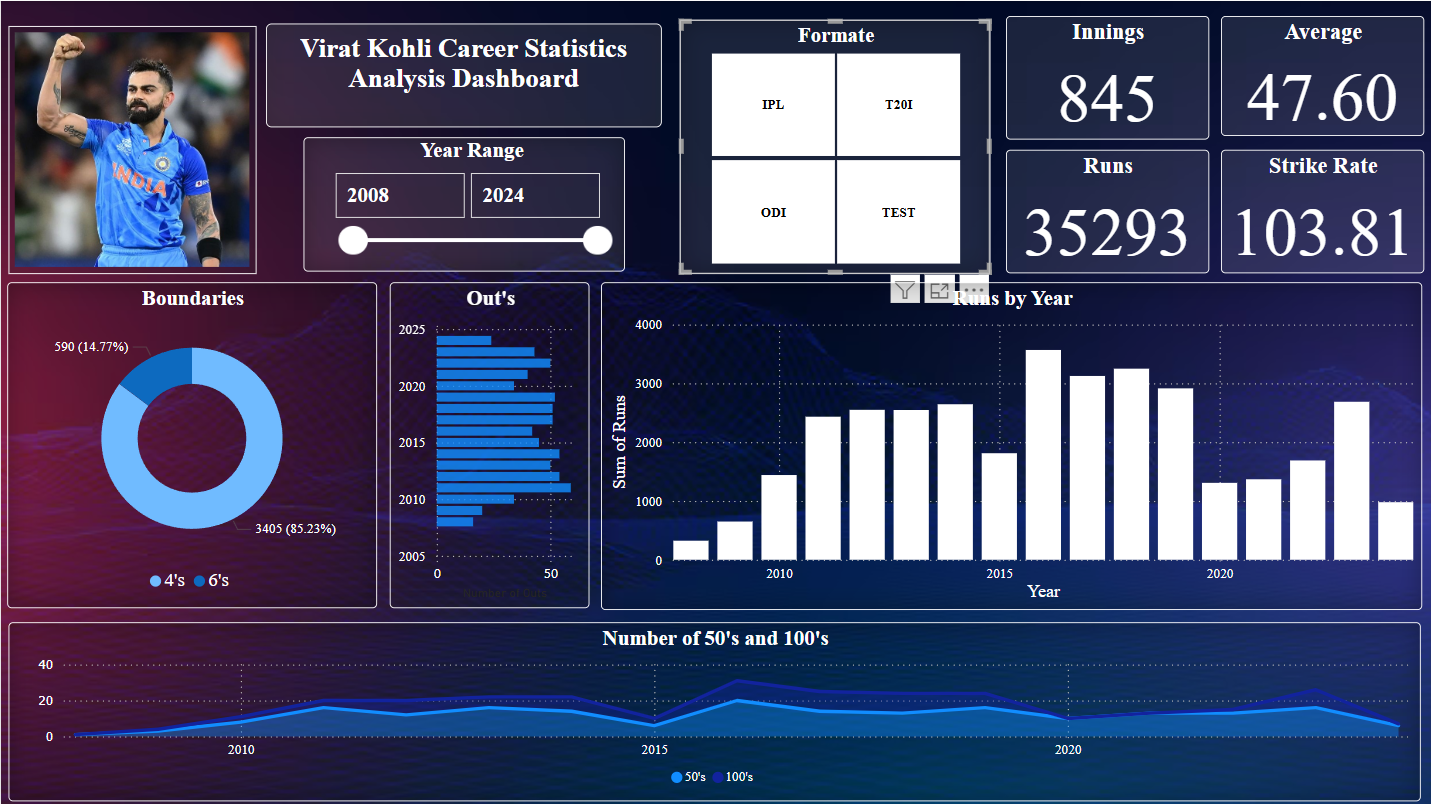 Virat Kohli Career Statistics
Analysis Dashboard
INDIA
Year Range
2008
2024
Formate
IPL
T20I
ODI
TEST
Innings
845
Average
47.60
Runs
35293
Strike Rate
103.81
Boundaries
590 (14.77%)
3405 (85.23%)
4's
6's
Out's
2025
2020
2015
2010
2005
0
50
Number of Outs
Runs by Year
Sum of Runs
4000
3000
2000
1000
0
2010
2015
2020
Year
Number of 50's and 100's
40
20
0
2010
2015
2020
50's
100's